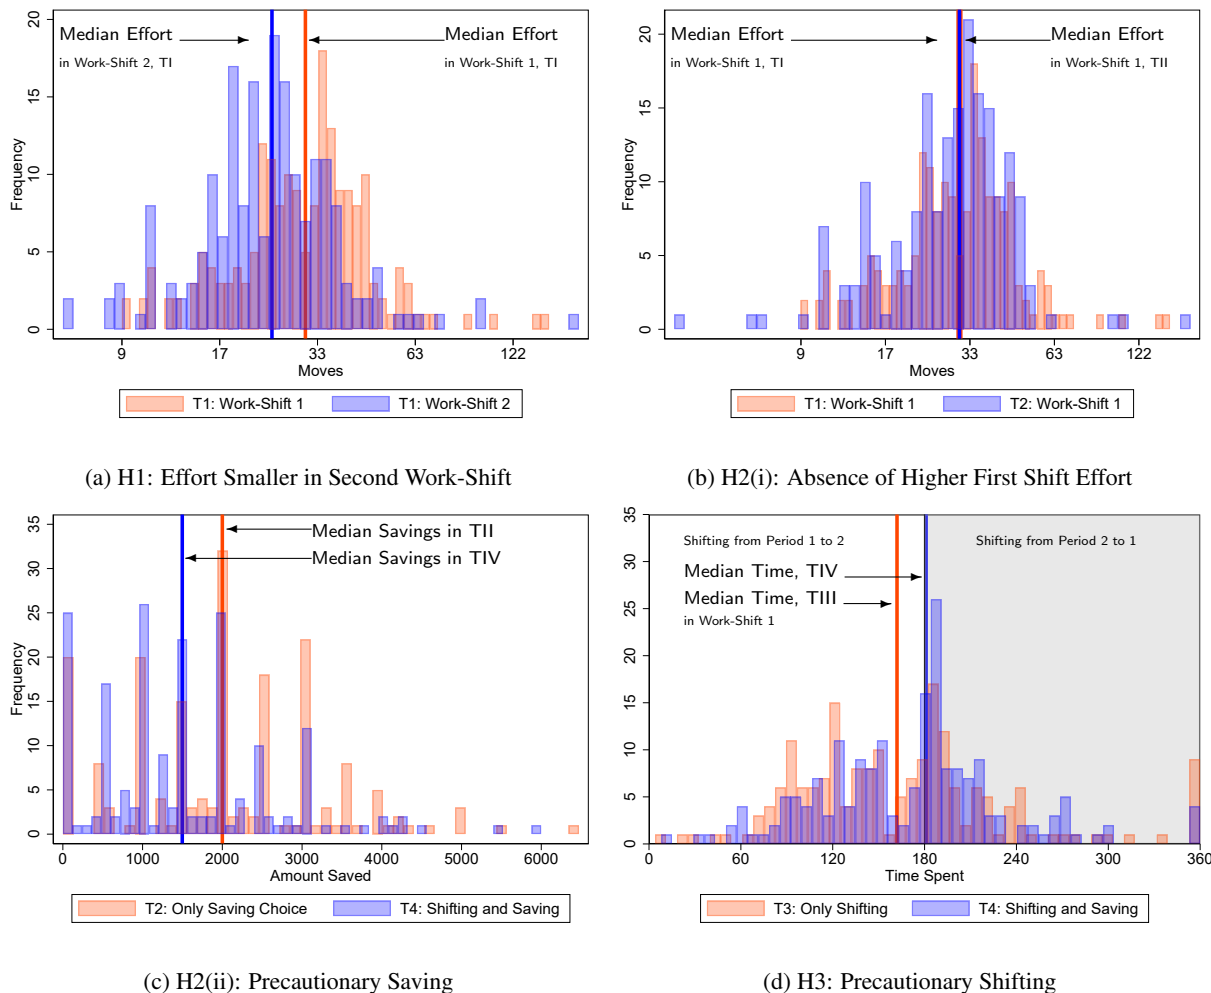 Median Effort
in Work-Shift 2, TI
Median Effort
in Work-Shift 1, TI
Frequency
0
5
10
15
20
9
17
33
63
122
Moves
T1: Work-Shift 1
T1: Work-Shift 2
(a) H1: Effort Smaller in Second Work-Shift
Median Effort
in Work-Shift 1, TI
Median Effort
in Work-Shift 1, TII
Frequency
0
5
10
15
20
9
17
33
63
122
Moves
T1: Work-Shift 1
T2: Work-Shift 1
(b) H2(i): Absence of Higher First Shift Effort
Median Savings in TII
Median Savings in TIV
Frequency
0
5
10
15
20
25
30
35
0
1000
2000
3000
4000
5000
6000
Amount Saved
T2: Only Saving Choice
T4: Shifting and Saving
(c) H2(ii): Precautionary Saving
Shifting from Period 1 to 2
Shifting from Period 2 to 1
Median Time, TIV
Median Time, TIII
in Work-Shift 1
0
5
10
15
20
25
30
35
0
60
120
180
240
300
360
Time Spent
T3: Only Shifting
T4: Shifting and Saving
(d) H3: Precautionary Shifting